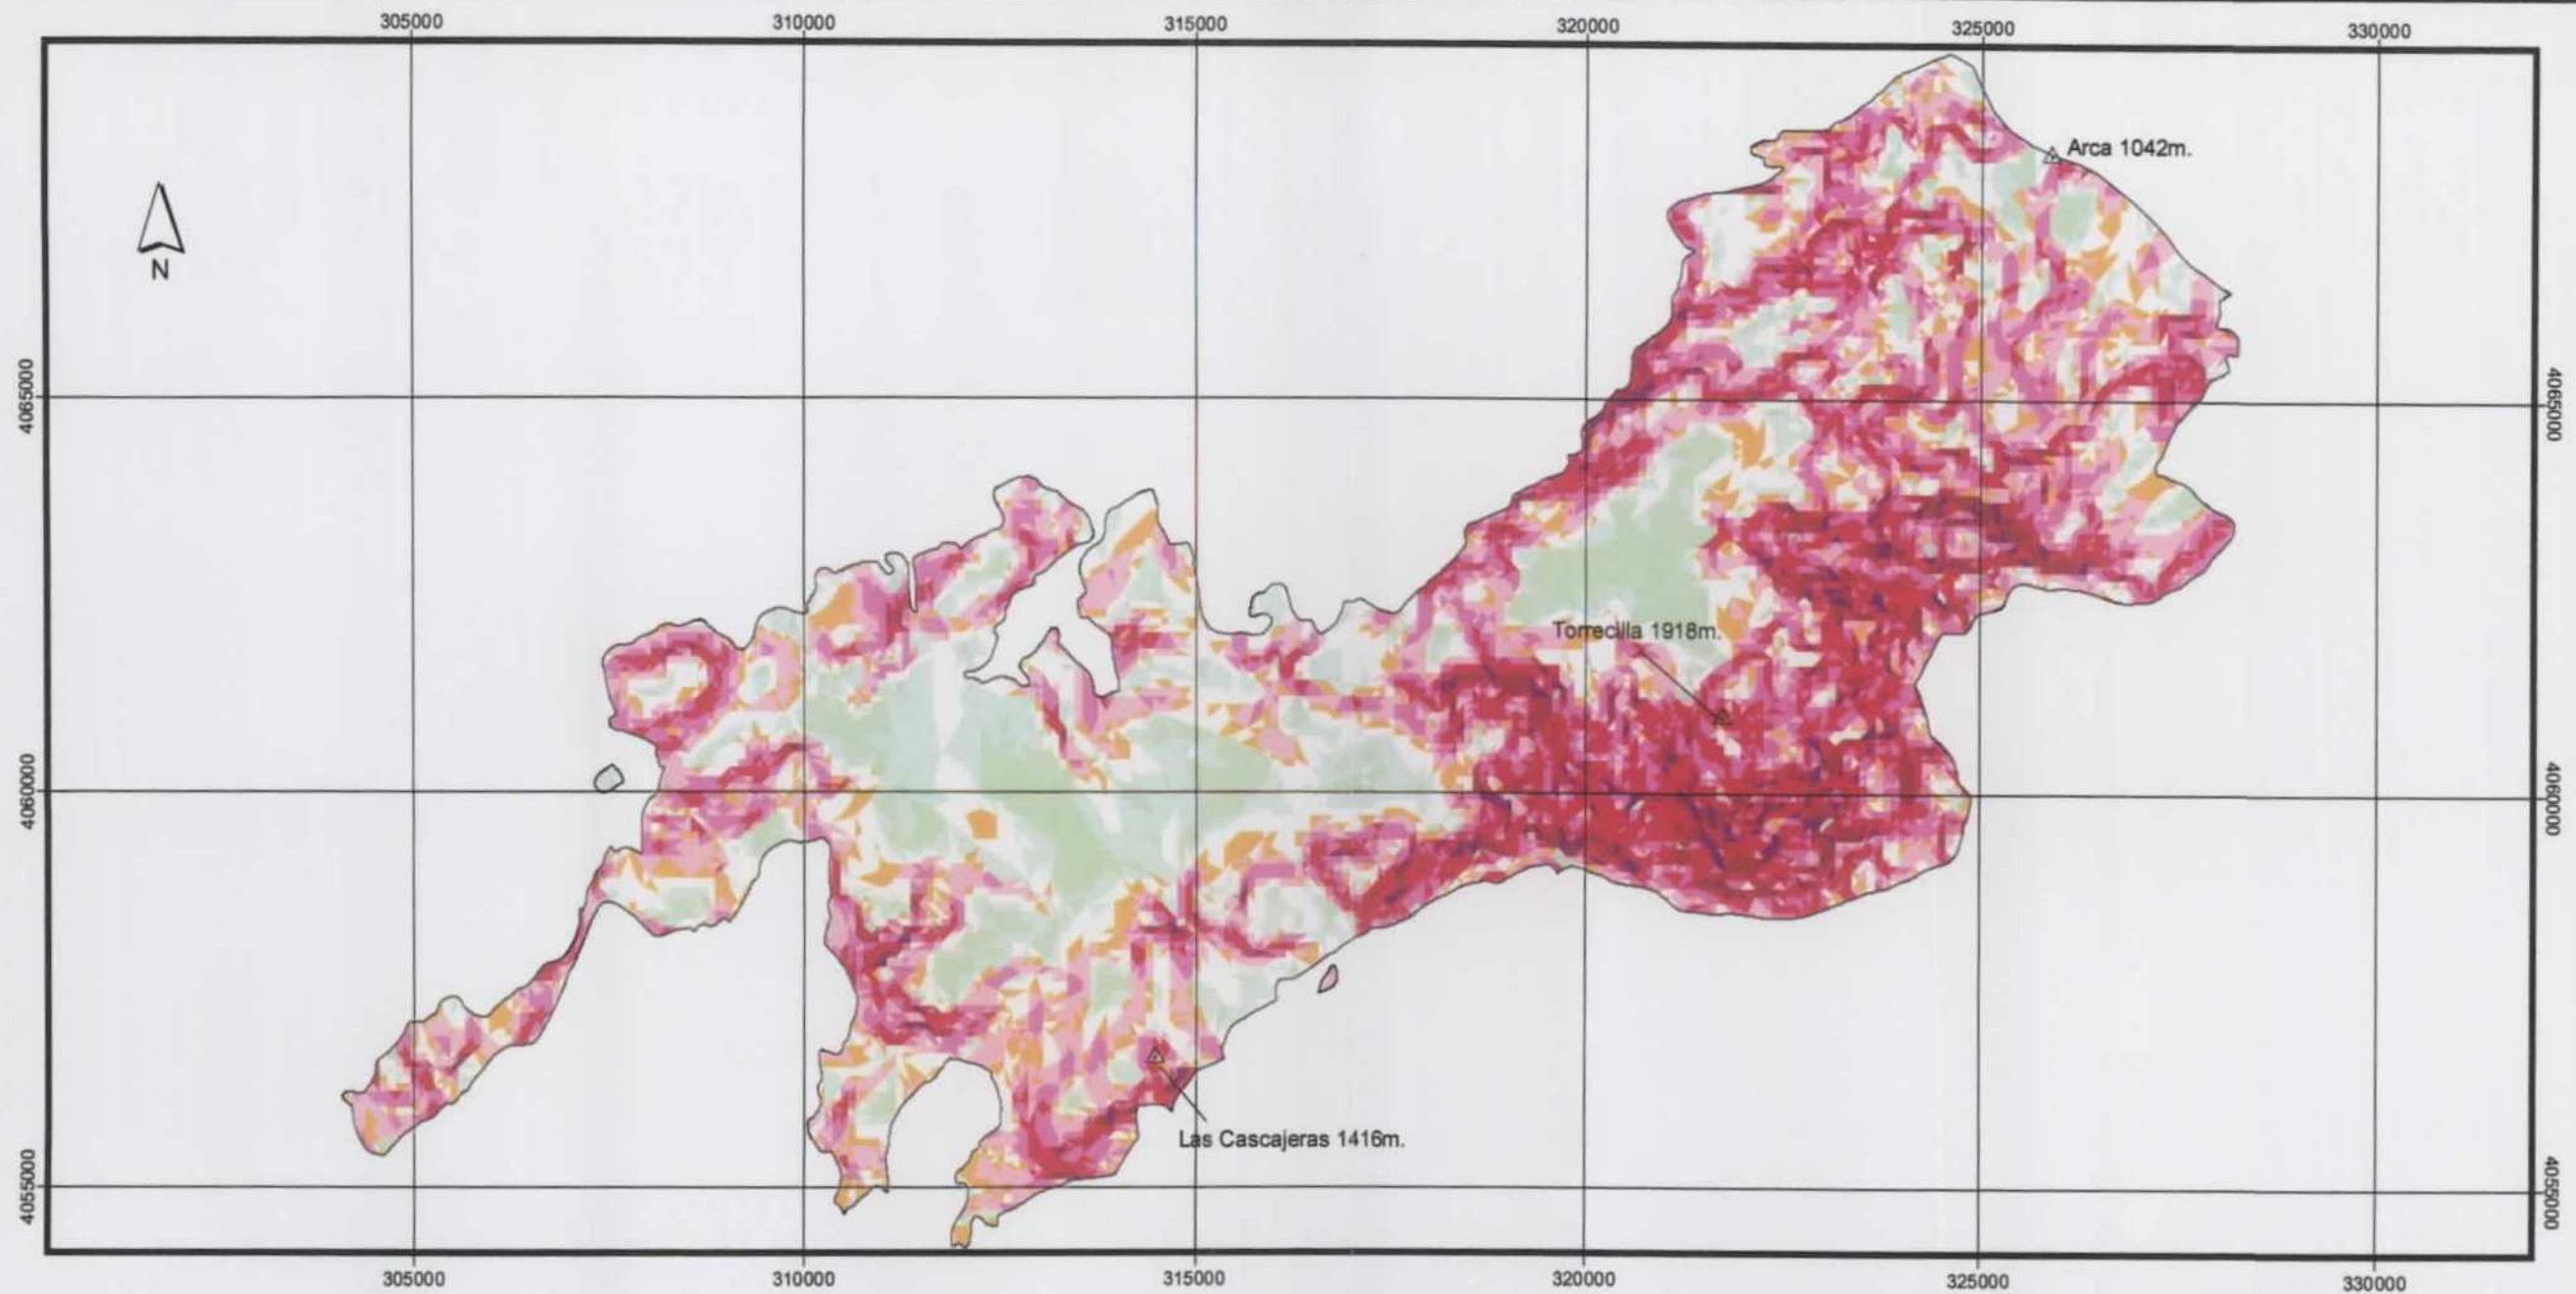 305000 310000 315000 320000 325000 330000
Arca 1042m.
N
4065000 4065000
Torrecilla 1918m.
4060000 4060000
Las Cascajeras 1416m.
4055000 4055000
305000 310000 315000 320000 325000 330000